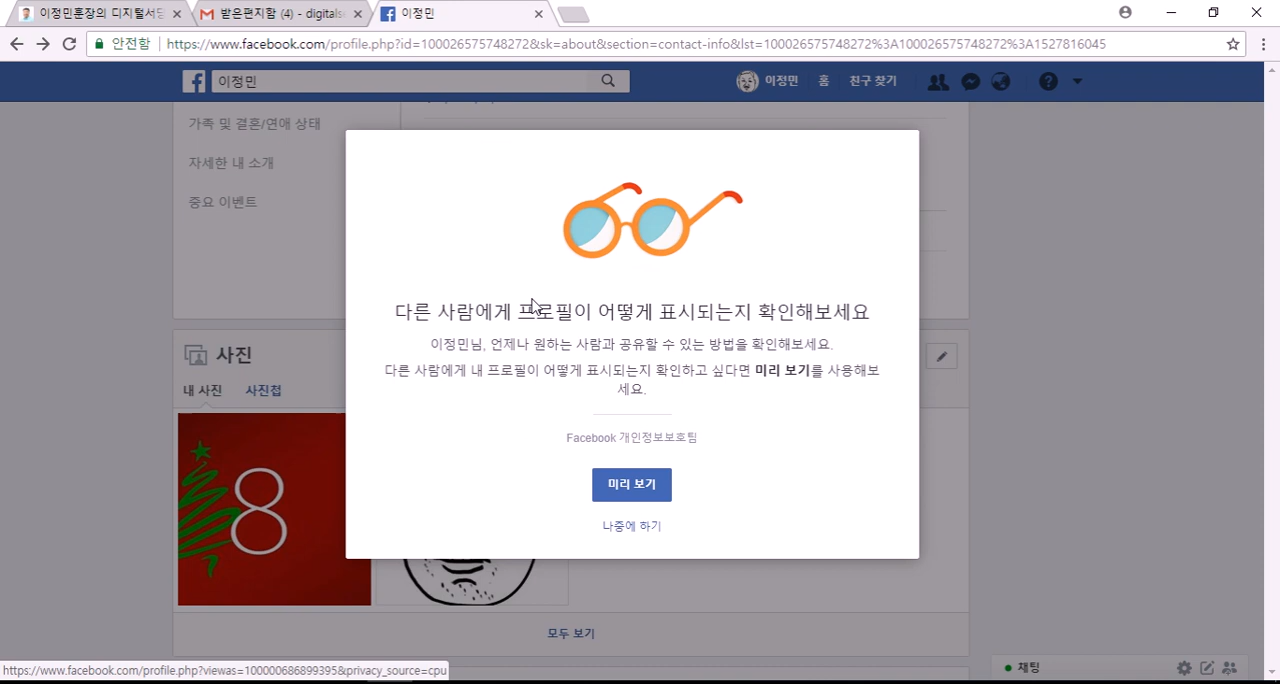 이정민훈장의 디지털서당
받은편지함 (4) - digitalse
이정민
안전함 https://www.facebook.com/profile.php?id=100026575748272&sk=about&section=contact-info&lst=100026575748272%3A100026575748272%3A1527816045
이정민
이정민 홈 친구 찾기
가족 및 결혼/연애 상태
자세한 내 소개
중요 이벤트
다른 사람에게 프로필이 어떻게 표시되는지 확인해보세요
이정민님, 언제나 원하는 사람과 공유할 수 있는 방법을 확인해보세요.
다른 사람에게 내 프로필이 어떻게 표시되는지 확인하고 싶다면 미리 보기를 사용해보
세요.
Facebook 개인정보보호팀
미리 보기
나중에 하기
사진
내 사진 사진첩
8
모두 보기
채팅
https://www.facebook.com/profile.php?viewas=100000686899395&privacy_source=cpu